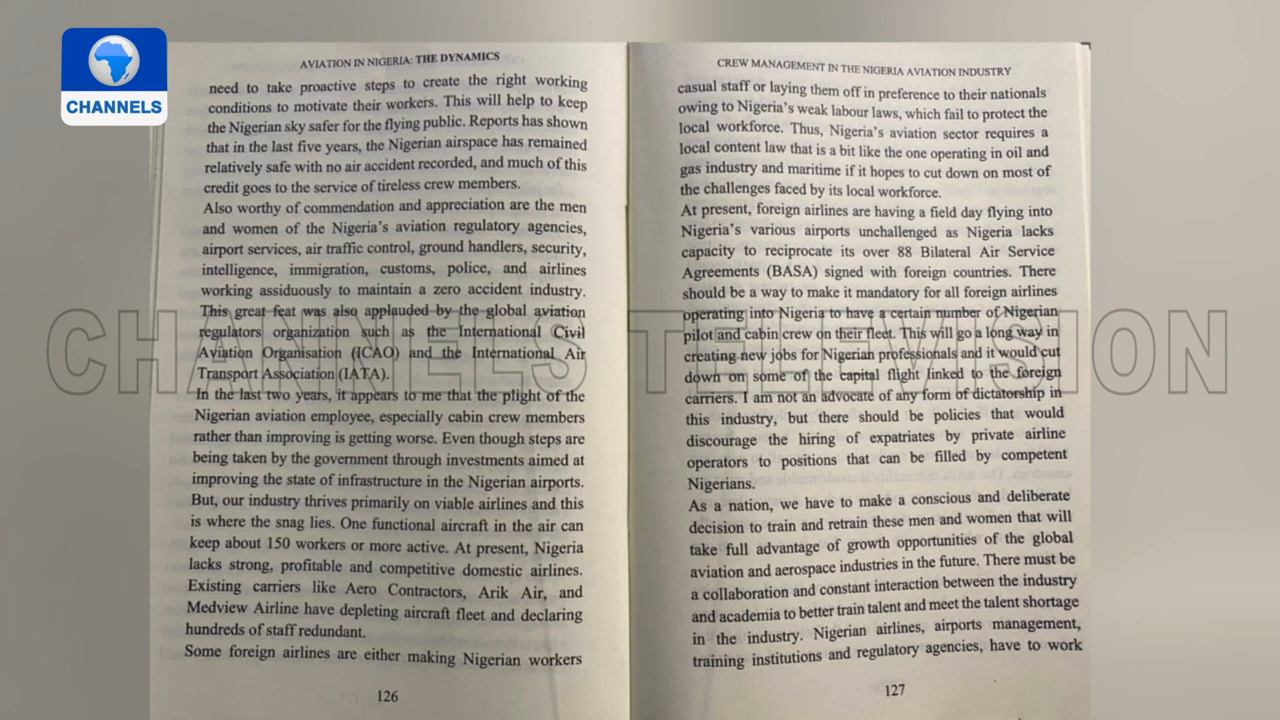 CHANNELS
AVIATION IN NIGERIA: THE DYNAMICS
need to take proactive steps to create the right working
conditions to motivate their workers. This will help to keep
the Nigerian sky safer for the flying public. Reports has shown
that in the last five years, the Nigerian airspace has remained
relatively safe with no air accident recorded, and much of this
credit goes to the service of tireless crew members.
Also worthy of commendation and appreciation are the men
and women of the Nigeria's aviation regulatory agencies,
airport services, air traffic control, ground handlers, security,
intelligence, immigration, customs, police, and airlines
working assiduously to maintain a zero accident industry.
This great feat was also applauded by the global aviation
regulators organization such as the International Civil
Aviation Organisation (ICAO) and the International Air
Transport Association (IATA).
In the last two years, it appears to me that the plight of the
Nigerian aviation employee, especially cabin crew members
rather than improving is getting worse. Even though steps are
being taken by the government through investments aimed at
improving the state of infrastructure in the Nigerian airports.
But, our industry thrives primarily on viable airlines and this
is where the snag lies. One functional aircraft in the air can
keep about 150 workers or more active. At present, Nigeria
lacks strong, profitable and competitive domestic airlines.
Existing carriers like Aero Contractors, Arik Air, and
Medview Airline have depleting aircraft fleet and declaring
hundreds of staff redundant.
Some foreign airlines are either making Nigerian workers
126
CREW MANAGEMENT IN THE NIGERIA AVIATION INDUSTRY
casual staff or laying them off in preference to their nationals
owing to Nigeria's weak labour laws, which fail to protect the
local workforce. Thus, Nigeria's aviation sector requires a
local content law that is a bit like the one operating in oil and
gas industry and maritime if it hopes to cut down on most of
the challenges faced by its local workforce.
At present, foreign airlines are having a field day flying into
Nigeria's various airports unchallenged as Nigeria lacks
capacity to reciprocate its over 88 Bilateral Air Service
Agreements (BASA) signed with foreign countries. There
should be a way to make it mandatory for all foreign airlines
operating into Nigeria to have a certain number of Nigerian
pilot and cabin crew on their fleet. This will go a long way in
creating new jobs for Nigerian professionals and it would cut
down on some of the capital flight linked to the foreign
carriers. I am not an advocate of any form of dictatorship in
this industry, but there should be policies that would
discourage the hiring of expatriates by private airline
operators to positions that can be filled by competent
Nigerians.
As a nation, we have to make a conscious and deliberate
decision to train and retrain these men and women that will
take full advantage of growth opportunities of the global
aviation and aerospace industries in the future. There must be
a collaboration and constant interaction between the industry
and academia to better train talent and meet the talent shortage
in the industry. Nigerian airlines, airports management,
training institutions and regulatory agencies, have to work
127
CHANNELS TELEVISION